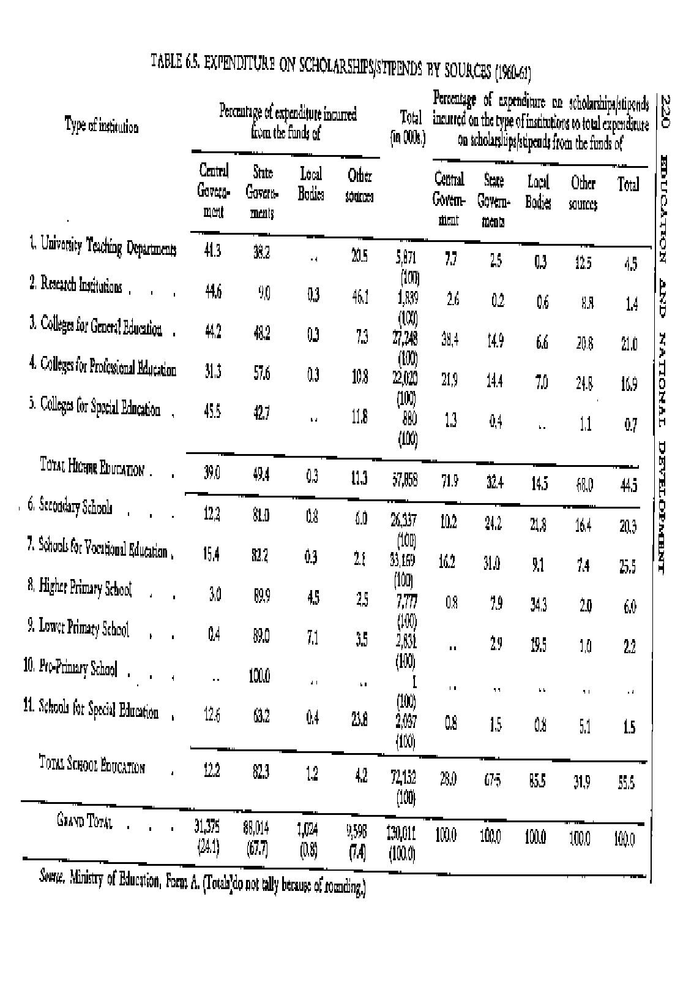 TABLE 6.5. EXPENDITURE ON SCHOLARSHIPS/STIPENDS BY SOURCES (1960-61)
220 EDUCATION AND NATIONAL DEVELOPMENT
Type of institution
Percentage of expenditure incurred
from the funds of
Total
(in 000s.)
Percentage of expenditure on scholarships/stipends
incurred on the type of institutions to total expenditure
on scholarships/stipends from the funds of
Central Govern- ment State Govern- ments Local Bodies Other sources Central Govern- ment State Govern- ments Local Bodies Other sources Total
1. University Teaching Departments 41.3 38.2 .. 20.5 5,871 7.7 2.5 0.3 12.5 4.5
(100)
2. Research Institutions . . . 44.6 9.0 0.3 46.1 1,839 2.6 0.2 0.6 8.8 1.4
(100)
3. Colleges for General Education . 44.2 48.2 0.3 7.3 27,248 38.4 14.9 6.6 20.8 21.0
(100)
4. Colleges for Professional Education 31.3 57.6 0.3 10.8 22,020 21.9 14.4 7.0 24.8 16.9
(100)
5. Colleges for Special Education . 45.5 42.7 .. 11.8 880 1.3 0.4 .. 1.1 0.7
(100)
TOTAL HIGHER EDUCATION . . 39.0 49.4 0.3 11.3 57,858 71.9 32.4 14.5 68.0 44.5
6. Secondary Schools . . . 12.2 81.0 0.8 6.0 26,337 10.2 24.2 21.8 16.4 20.3
(100)
7. Schools for Vocational Education . 15.4 82.2 0.3 2.1 33,169 16.2 31.0 9.1 7.4 25.5
(100)
8. Higher Primary School . . 3.0 89.9 4.5 2.5 7,777 0.8 7.9 34.3 2.0 6.0
(100)
9. Lower Primary School . . 0.4 89.0 7.1 3.5 2,831 .. 2.9 19.5 1.0 2.2
(100)
10. Pre-Primary School . . . .. 100.0 .. .. 1 .. .. .. .. ..
(100)
11. Schools for Special Education . 12.6 63.2 0.4 23.8 2,037 0.8 1.5 0.8 5.1 1.5
(100)
TOTAL SCHOOL EDUCATION . 12.2 82.3 1.2 4.2 72,152 28.0 67.5 85.5 31.9 55.5
(100)
GRAND TOTAL . . . 31,375 88,014 1,024 9,598 130,011 100.0 100.0 100.0 100.0 100.0
(24.1) (67.7) (0.8) (7.4) (100.0)
Source. Ministry of Education, Form A. (Totals do not tally because of rounding.)